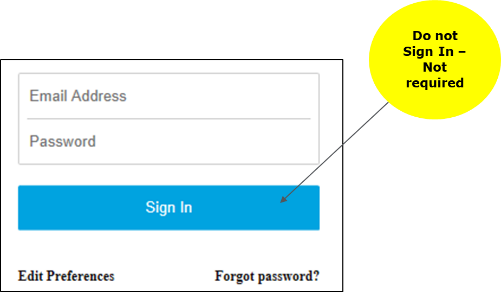 Do not
Sign In –
Not
required
Email Address
Password
Sign In
Edit Preferences
Forgot password?